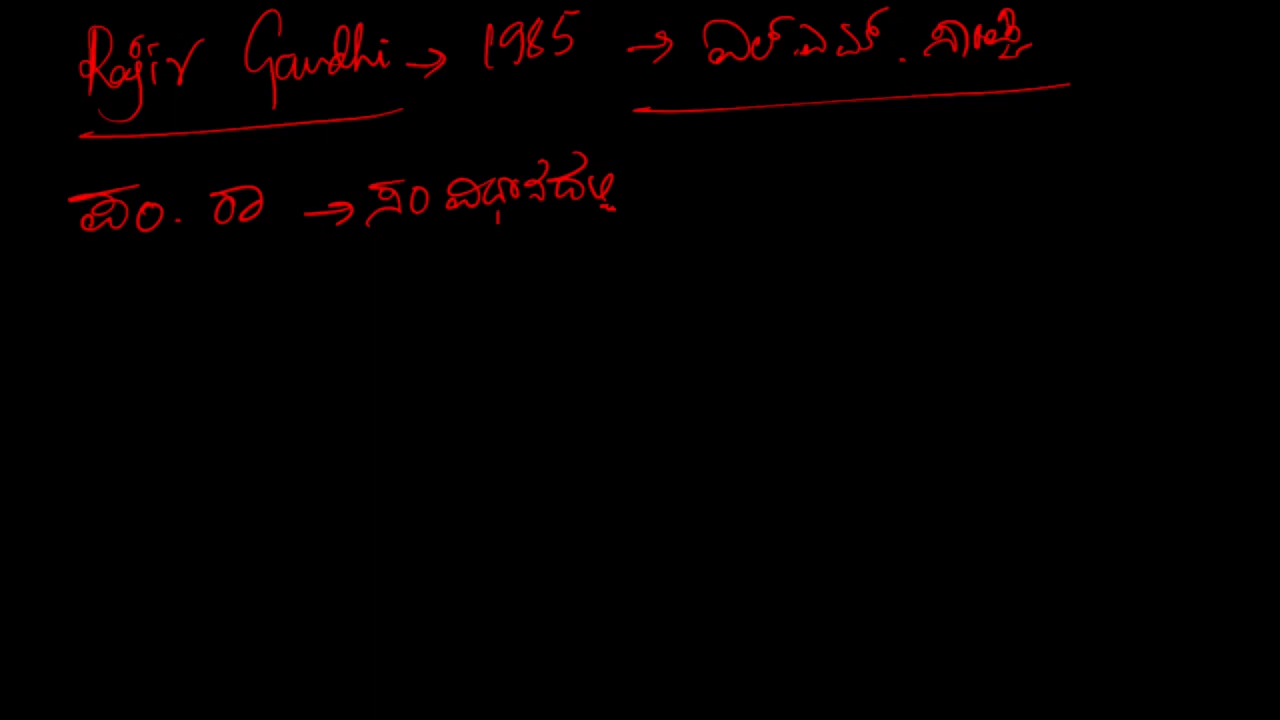 Rajiv Gandhi → 1985 → ಎಲ್.ಎಮ್. ಸಿಂಘ್ವಿ
ಪಂ. ರಾ → ಸಂವಿಧಾನದಲ್ಲಿ